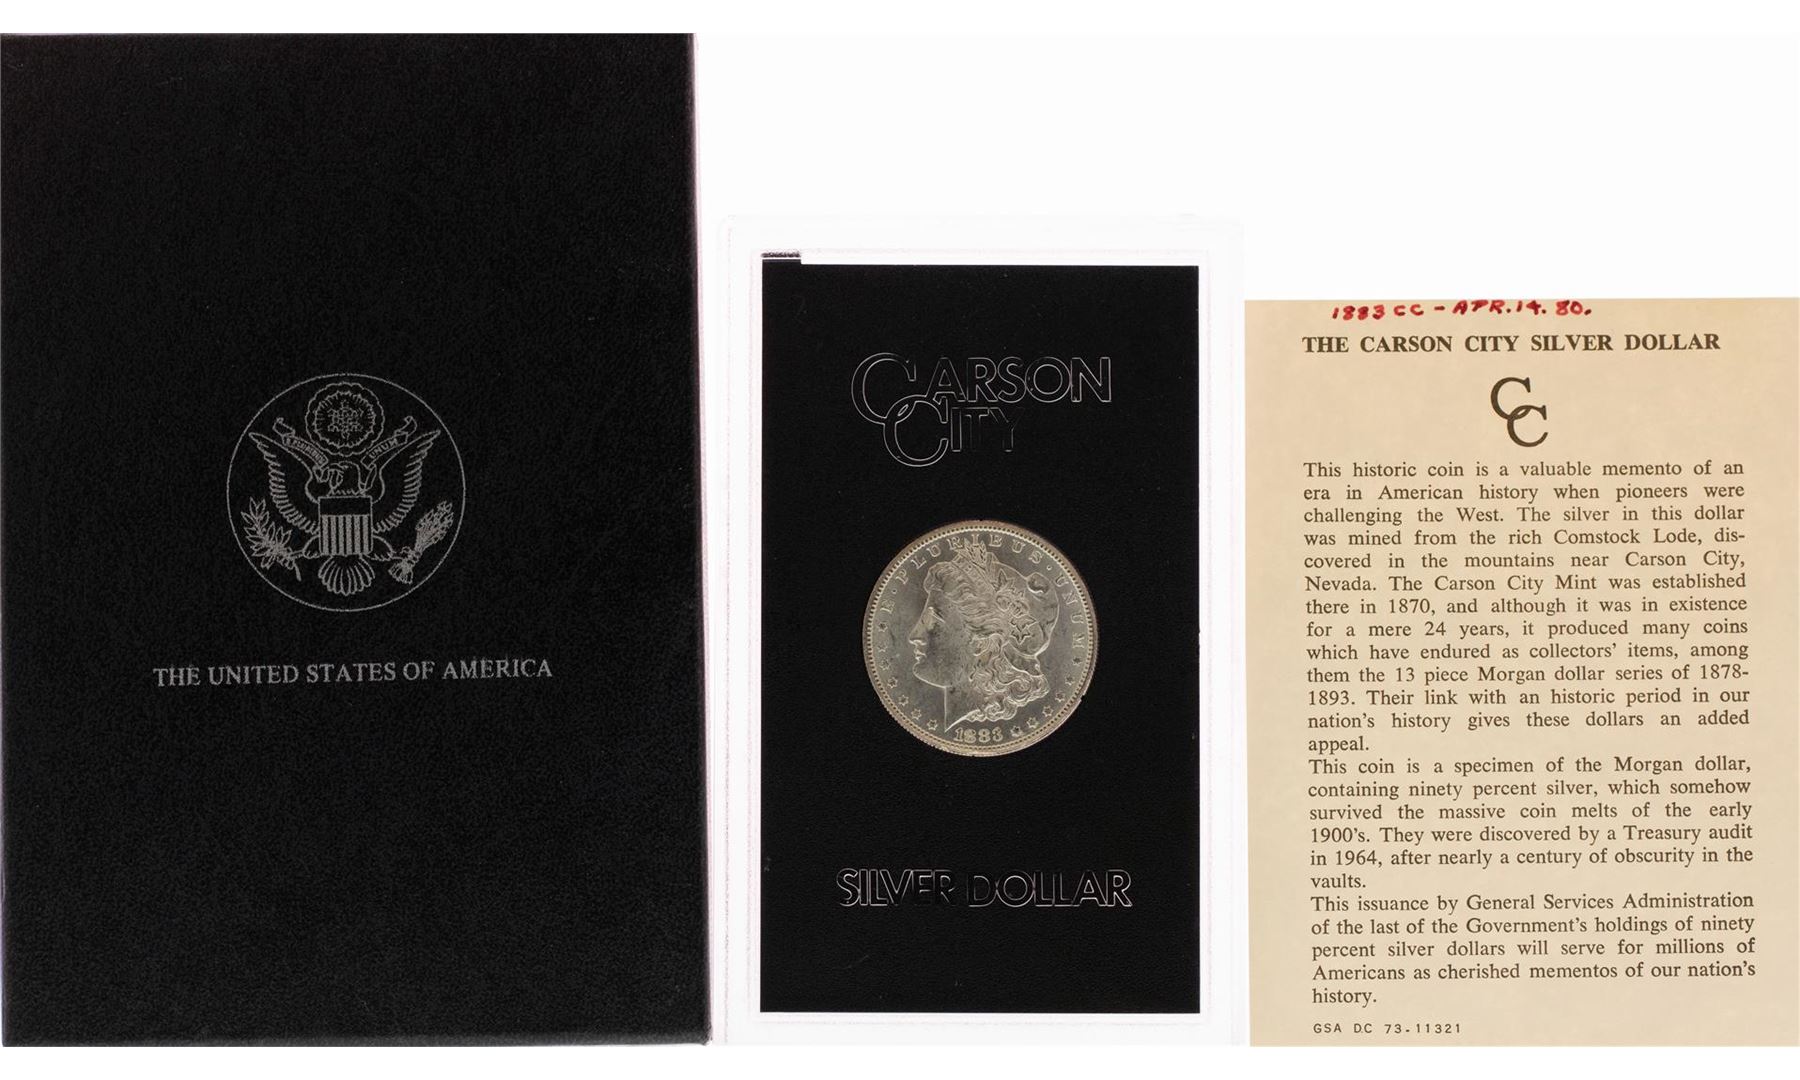 THE UNITED STATES OF AMERICA
CARSON
CITY
E · PLURIBUS · UNUM
1883
SILVER DOLLAR
1883 CC - APR. 14. 80.
THE CARSON CITY SILVER DOLLAR
CC
This historic coin is a valuable memento of an
era in American history when pioneers were
challenging the West. The silver in this dollar
was mined from the rich Comstock Lode, dis-
covered in the mountains near Carson City,
Nevada. The Carson City Mint was established
there in 1870, and although it was in existence
for a mere 24 years, it produced many coins
which have endured as collectors' items, among
them the 13 piece Morgan dollar series of 1878-
1893. Their link with an historic period in our
nation's history gives these dollars an added
appeal.
This coin is a specimen of the Morgan dollar,
containing ninety percent silver, which somehow
survived the massive coin melts of the early
1900's. They were discovered by a Treasury audit
in 1964, after nearly a century of obscurity in the
vaults.
This issuance by General Services Administration
of the last of the Government's holdings of ninety
percent silver dollars will serve for millions of
Americans as cherished mementos of our nation's
history.
GSA DC 73-11321